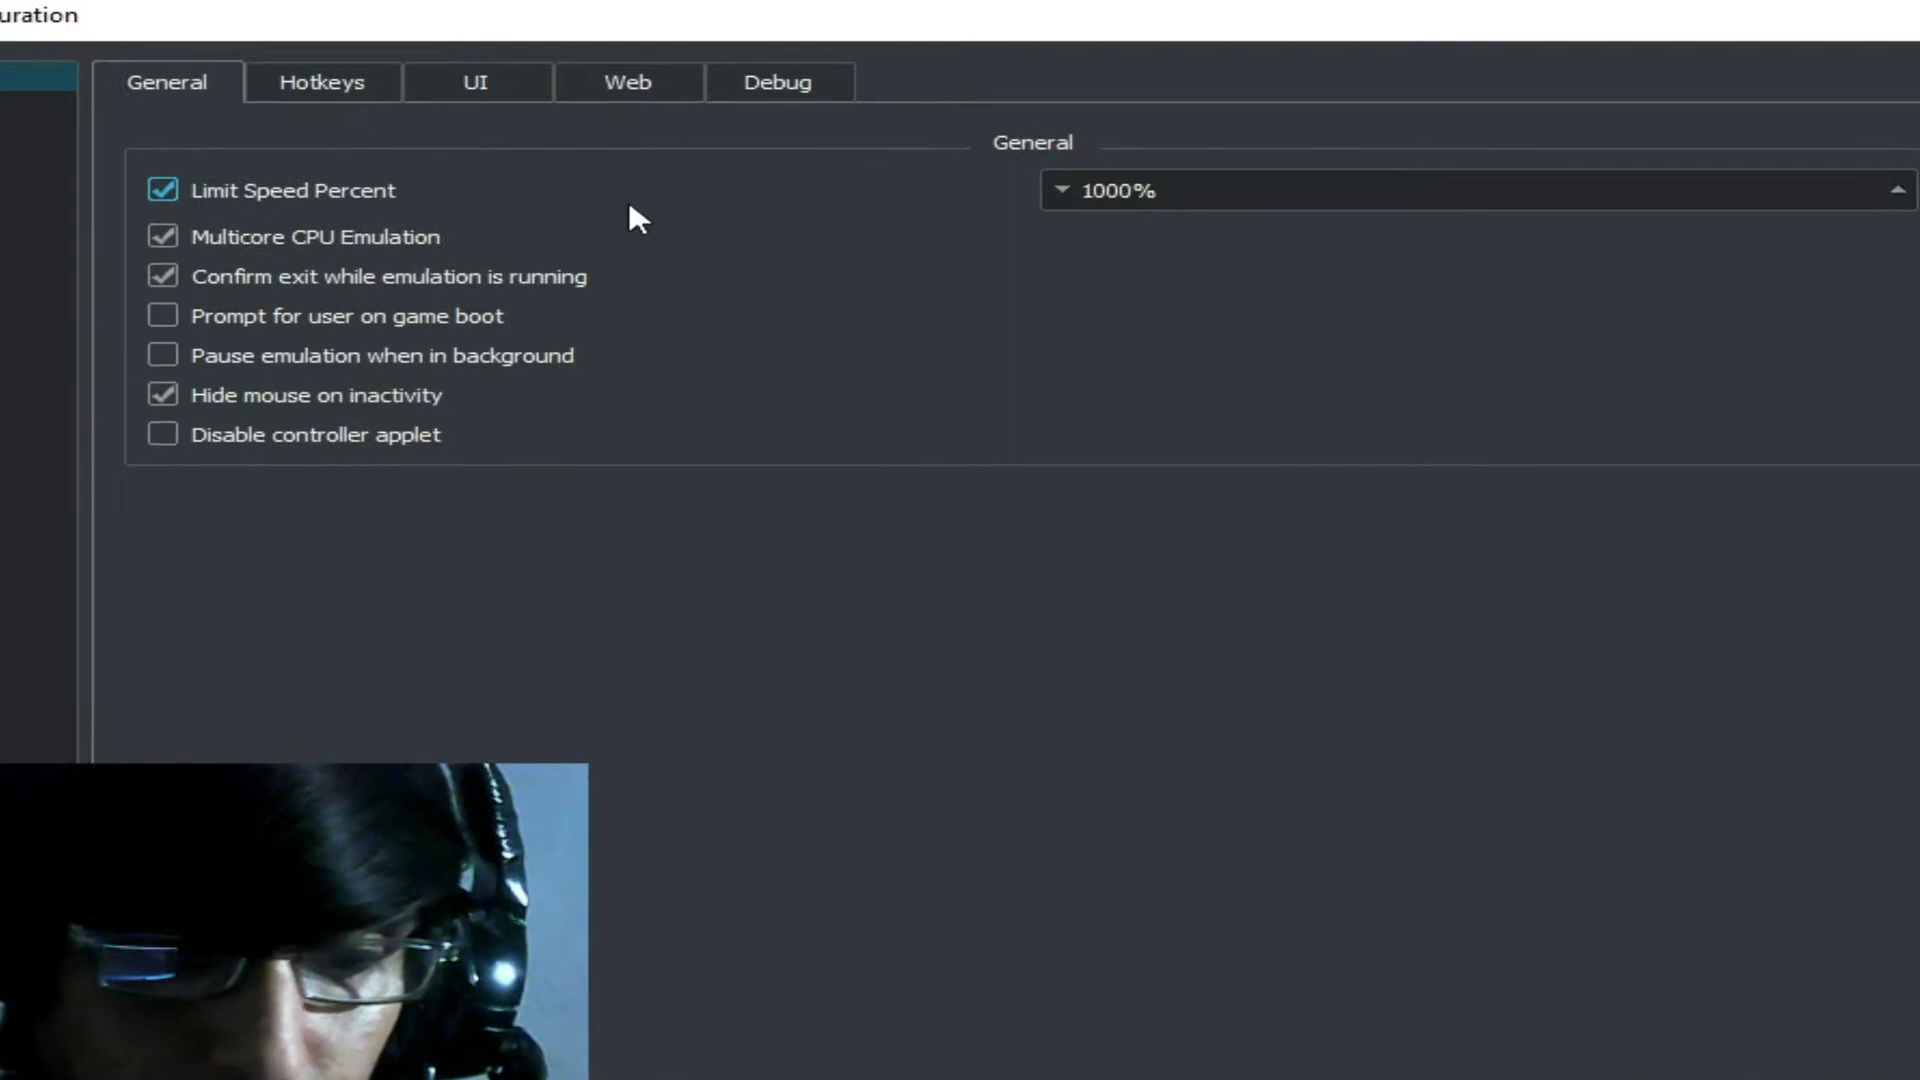 uration
General Hotkeys UI Web Debug
General
Limit Speed Percent 1000%
Multicore CPU Emulation
Confirm exit while emulation is running
Prompt for user on game boot
Pause emulation when in background
Hide mouse on inactivity
Disable controller applet